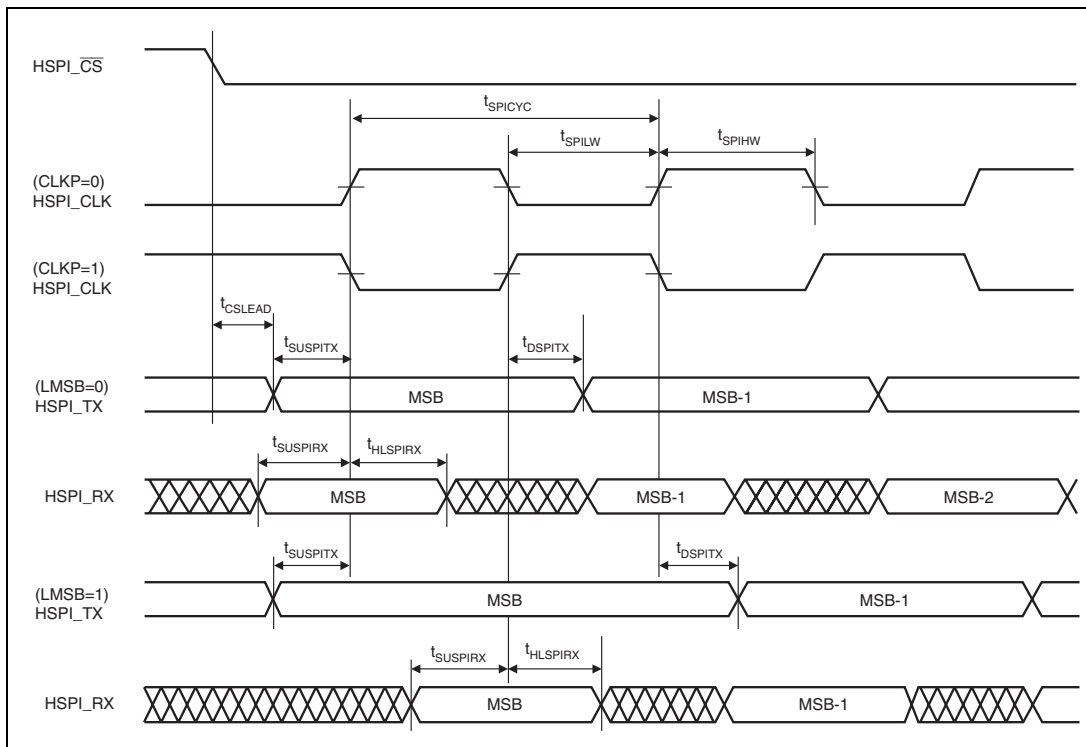 HSPI_C̅S̅
tSPICYC
tSPILW
tSPIHW
(CLKP=0)
HSPI_CLK
(CLKP=1)
HSPI_CLK
tCSLEAD
tSUSPITX
tDSPITX
(LMSB=0)
HSPI_TX
MSB
MSB-1
tSUSPIRX
tHLSPIRX
HSPI_RX
MSB
MSB-1
MSB-2
tSUSPITX
tDSPITX
(LMSB=1)
HSPI_TX
MSB
MSB-1
tSUSPIRX
tHLSPIRX
HSPI_RX
MSB
MSB-1